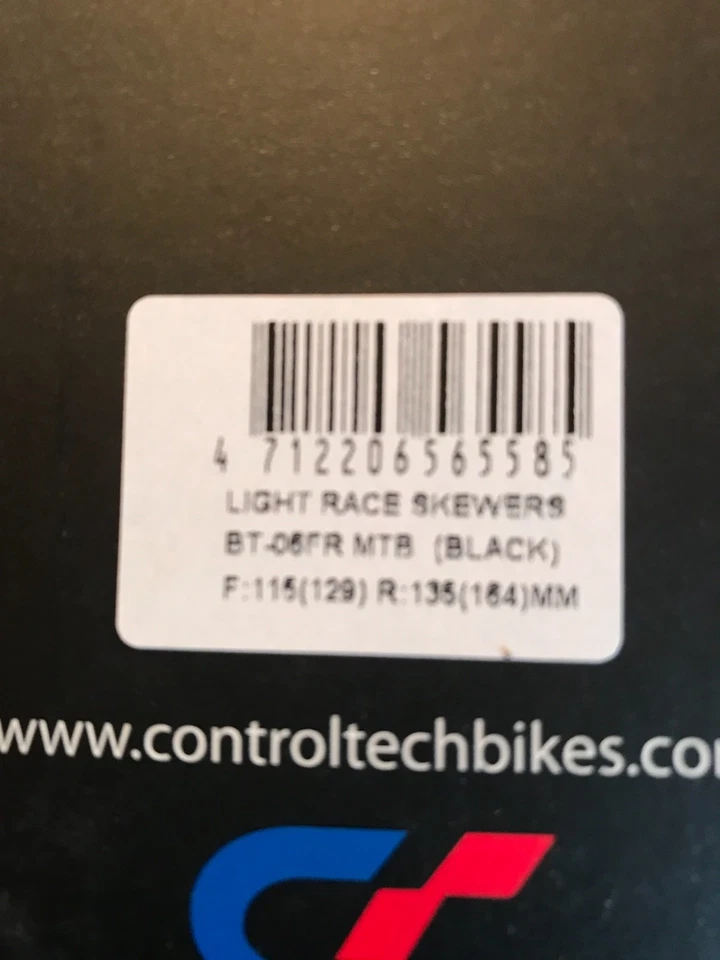 4 712206 565585
LIGHT RACE SKEWERS
BT-06FR MTB (BLACK)
F:115(129) R:135(164)MM
www.controltechbikes.co